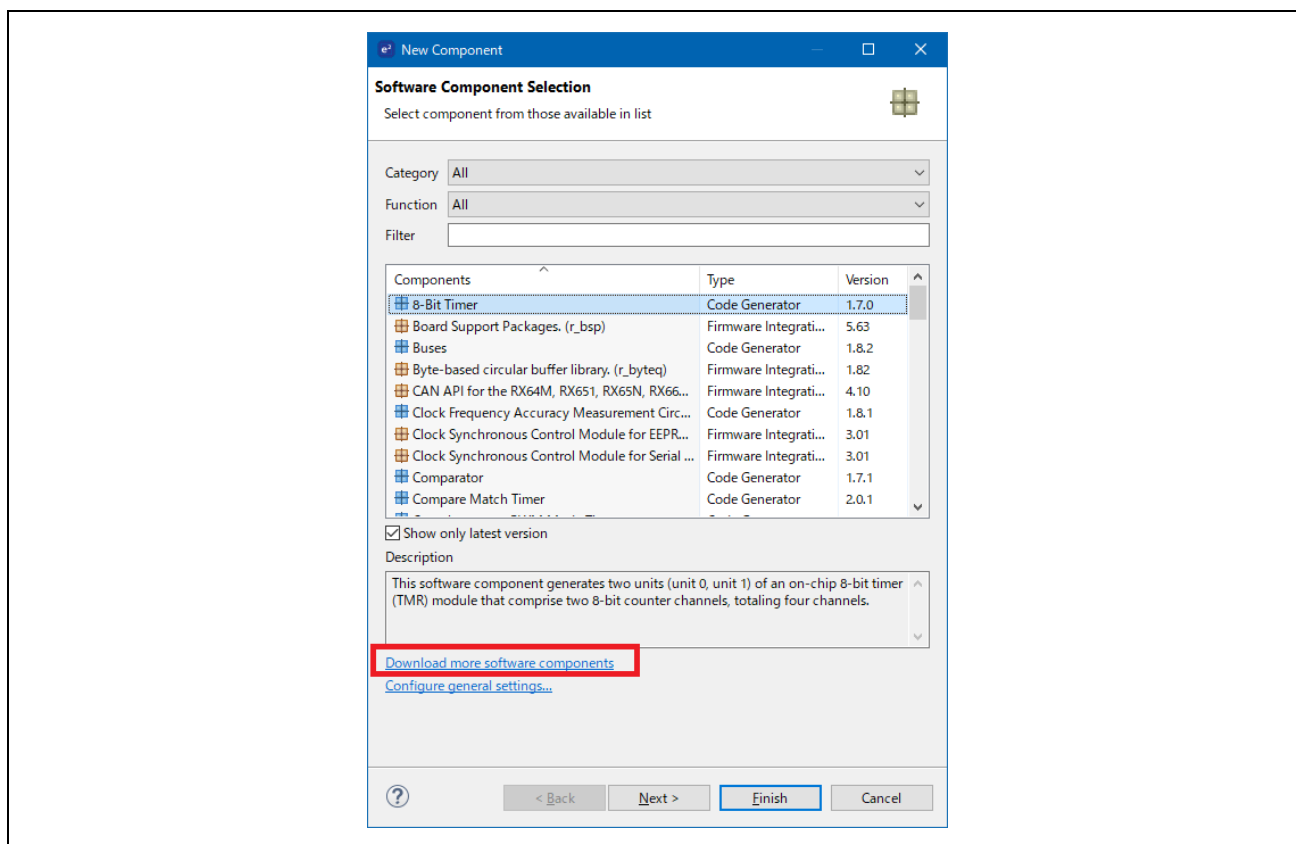 e² New Component
Software Component Selection
Select component from those available in list
Category All
Function All
Filter
Components Type Version
8-Bit Timer Code Generator 1.7.0
Board Support Packages. (r_bsp) Firmware Integrati... 5.63
Buses Code Generator 1.8.2
Byte-based circular buffer library. (r_byteq) Firmware Integrati... 1.82
CAN API for the RX64M, RX651, RX65N, RX66... Firmware Integrati... 4.10
Clock Frequency Accuracy Measurement Circ... Code Generator 1.8.1
Clock Synchronous Control Module for EEPR... Firmware Integrati... 3.01
Clock Synchronous Control Module for Serial ... Firmware Integrati... 3.01
Comparator Code Generator 1.7.1
Compare Match Timer Code Generator 2.0.1
Show only latest version
Description
This software component generates two units (unit 0, unit 1) of an on-chip 8-bit timer
(TMR) module that comprise two 8-bit counter channels, totaling four channels.
Download more software components
Configure general settings...
? < Back Next > Finish Cancel